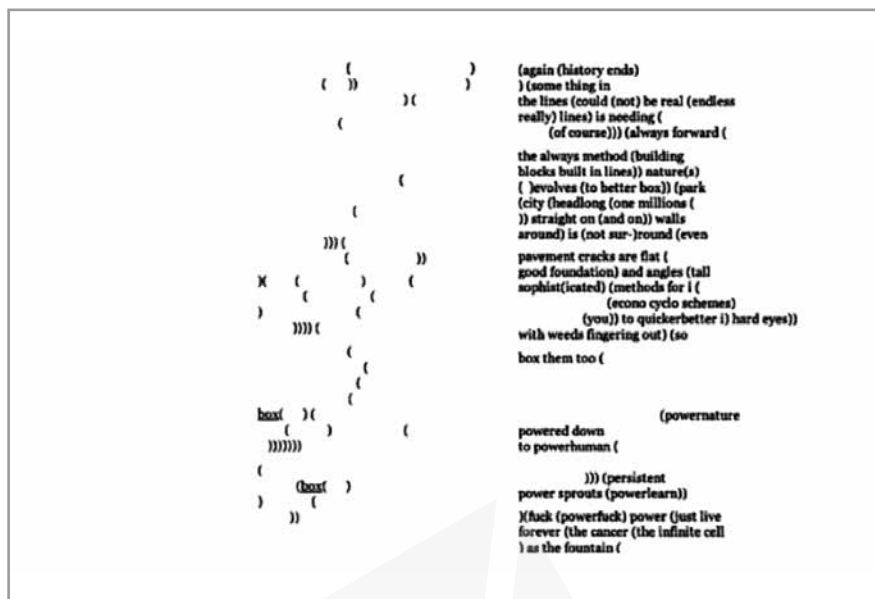 ( )
( )) )
)(
(
(
(
)))(
( ))
)( ( ) (
( (
) (
))))(
(
(
(
(
box( )(
( ) (
))))))))
(
(box( )
) (
))
(again (history ends)
) (some thing in
the lines (could (not) be real (endless
really) lines) is needing (
(of course))) (always forward (
the always method (building
blocks built in lines)) nature(s)
( )evolves (to better box)) (park
(city (headlong (one millions (
)) straight on (and on)) walls
around) is (not sur-)round (even
pavement cracks are flat (
good foundation) and angles (tall
sophist(icated) (methods for i (
(econo cyclo schemes)
(you)) to quickerbetter i) hard eyes))
with weeds fingering out) (so
box them too (
(powernature
powered down
to powerhuman (
))) (persistent
power sprouts (powerlearn))
)(fuck (powerfuck) power (just live
forever (the cancer (the infinite cell
) as the fountain (